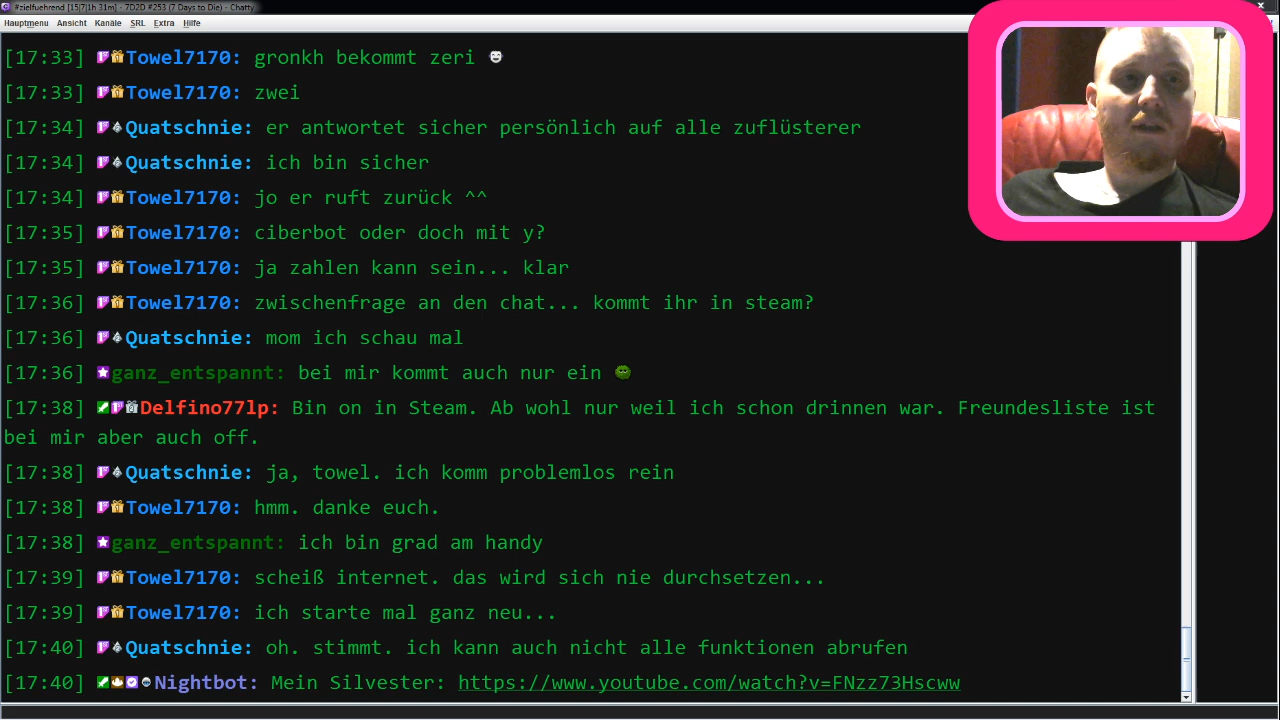 #zielfuehrend [15|7|1h 31m] - 7D2D #253 (7 Days to Die) - Chatty
Hauptmenu Ansicht Kanäle SRL Extra Hilfe
[17:33] Towel7170: gronkh bekommt zeri
[17:33] Towel7170: zwei
[17:34] Quatschnie: er antwortet sicher persönlich auf alle zuflüsterer
[17:34] Quatschnie: ich bin sicher
[17:34] Towel7170: jo er ruft zurück ^^
[17:35] Towel7170: ciberbot oder doch mit y?
[17:35] Towel7170: ja zahlen kann sein... klar
[17:36] Towel7170: zwischenfrage an den chat... kommt ihr in steam?
[17:36] Quatschnie: mom ich schau mal
[17:36] ganz_entspannt: bei mir kommt auch nur ein
[17:38] Delfino77lp: Bin on in Steam. Ab wohl nur weil ich schon drinnen war. Freundesliste ist
bei mir aber auch off.
[17:38] Quatschnie: ja, towel. ich komm problemlos rein
[17:38] Towel7170: hmm. danke euch.
[17:38] ganz_entspannt: ich bin grad am handy
[17:39] Towel7170: scheiß internet. das wird sich nie durchsetzen...
[17:39] Towel7170: ich starte mal ganz neu...
[17:40] Quatschnie: oh. stimmt. ich kann auch nicht alle funktionen abrufen
[17:40] Nightbot: Mein Silvester: https://www.youtube.com/watch?v=FNzz73Hscww